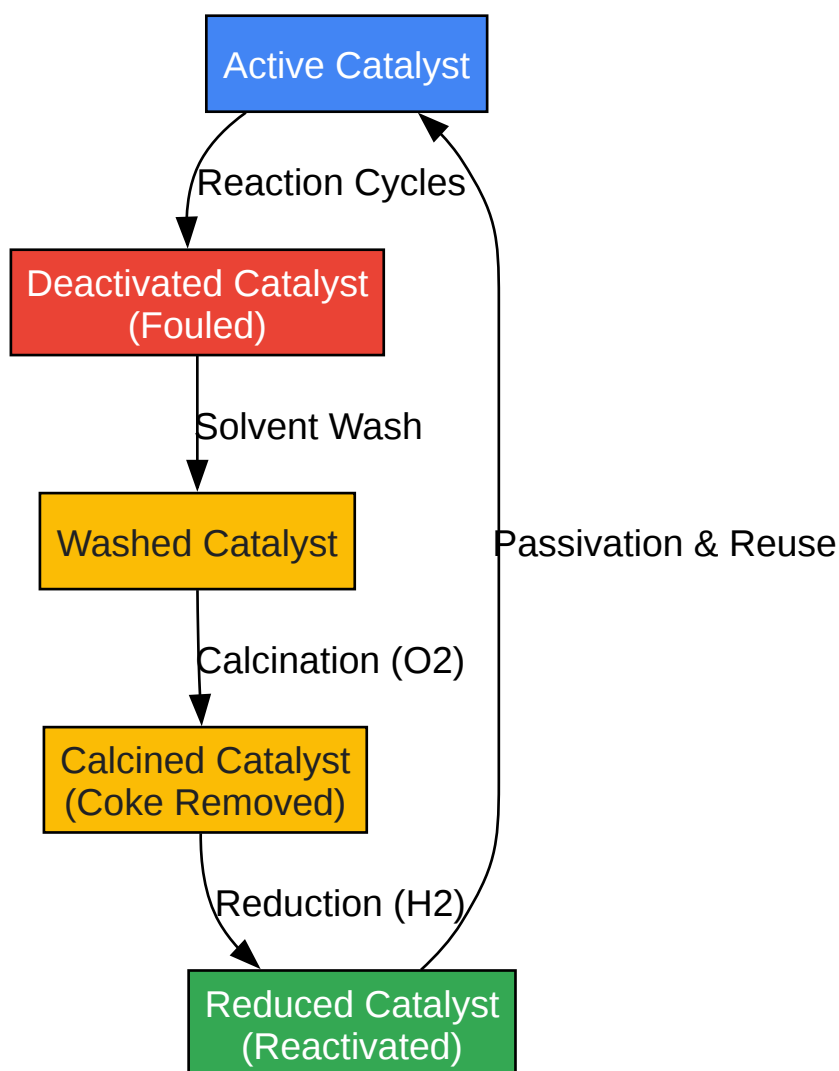 Active Catalyst
Reaction Cycles
Deactivated Catalyst
(Fouled)
Solvent Wash
Washed Catalyst
Passivation & Reuse
Calcination (O2)
Calcined Catalyst
(Coke Removed)
Reduction (H2)
Reduced Catalyst
(Reactivated)